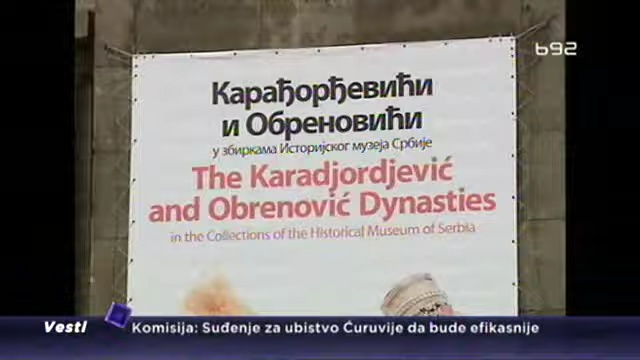 b92
Карађорђевићи
и Обреновићи
у збиркама Историјског музеја Србије
The Karadjordjević
and Obrenović Dynasties
in the Collections of the Historical Museum of Serbia
Vesti
Komisija: Suđenje za ubistvo Ćuruvije da bude efikasnije